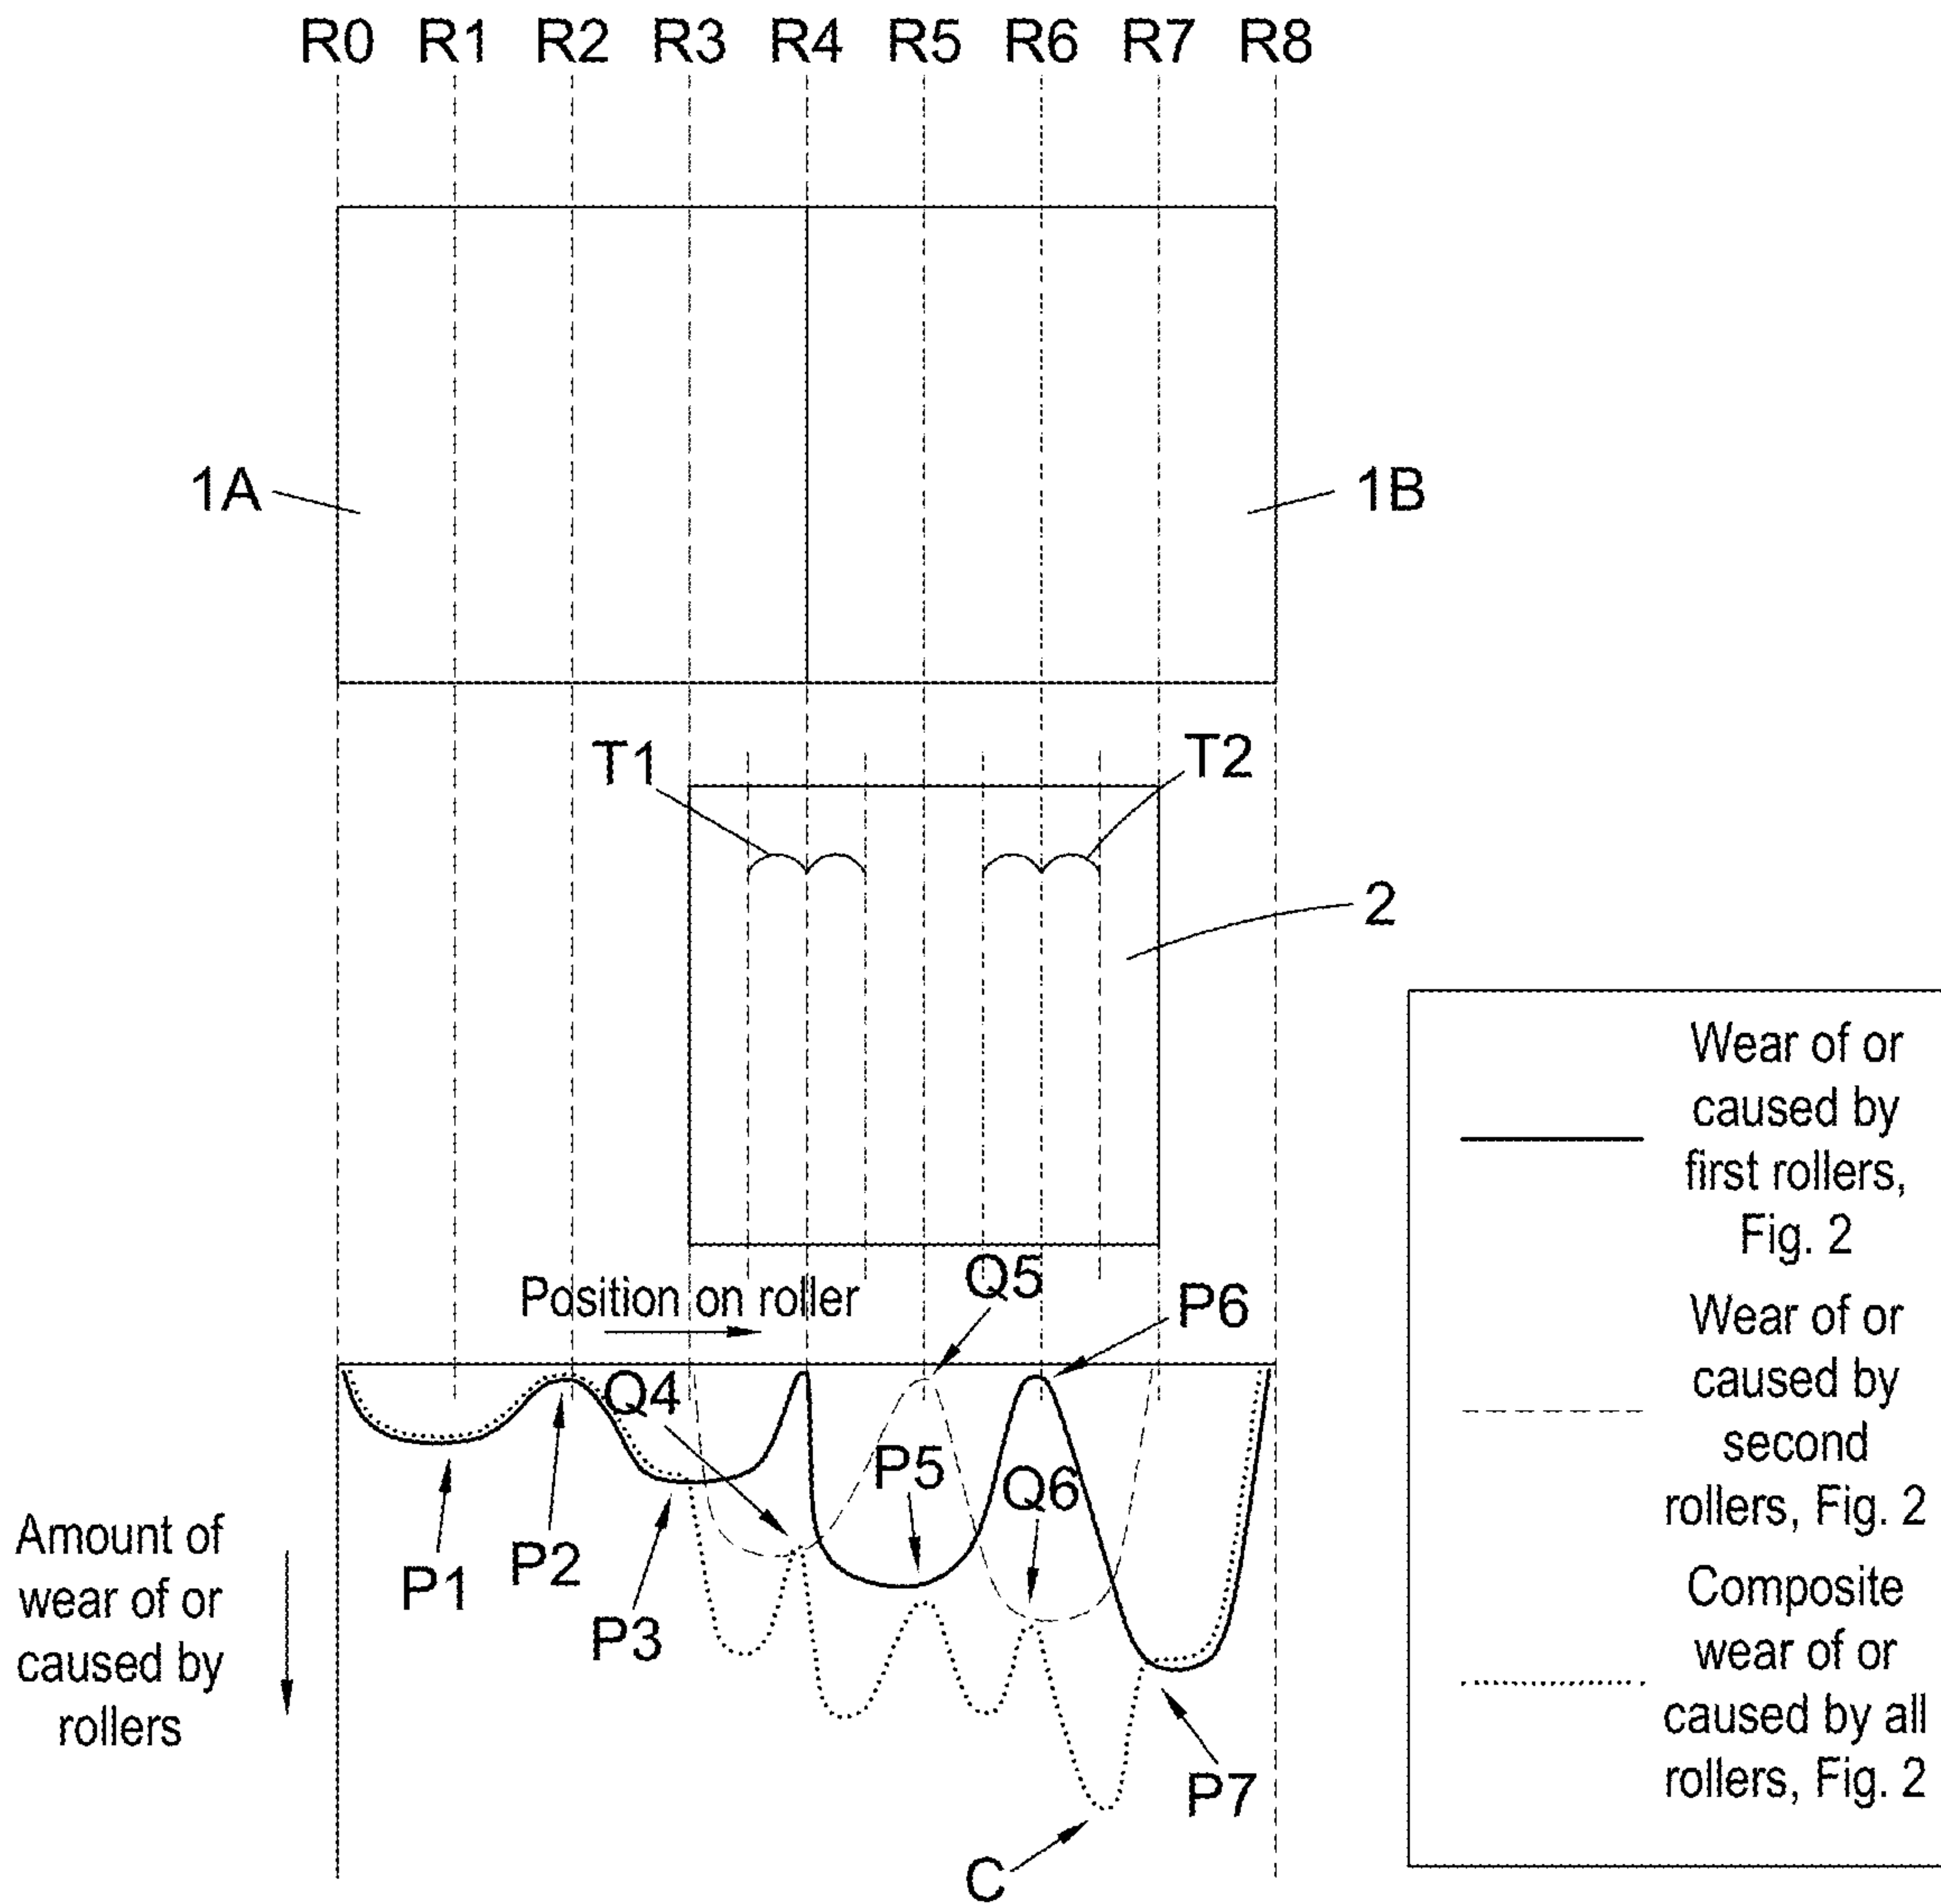 R0 R1 R2 R3 R4 R5 R6 R7 R8
1A
1B
T1
T2
2
Position on roller
Q5
P6
Q4
P5
Q6
P1
P2
P3
P7
C
Amount of
wear of or
caused by
rollers
Wear of or
caused by
first rollers,
Fig. 2
Wear of or
caused by
second
rollers, Fig. 2
Composite
wear of or
caused by all
rollers, Fig. 2